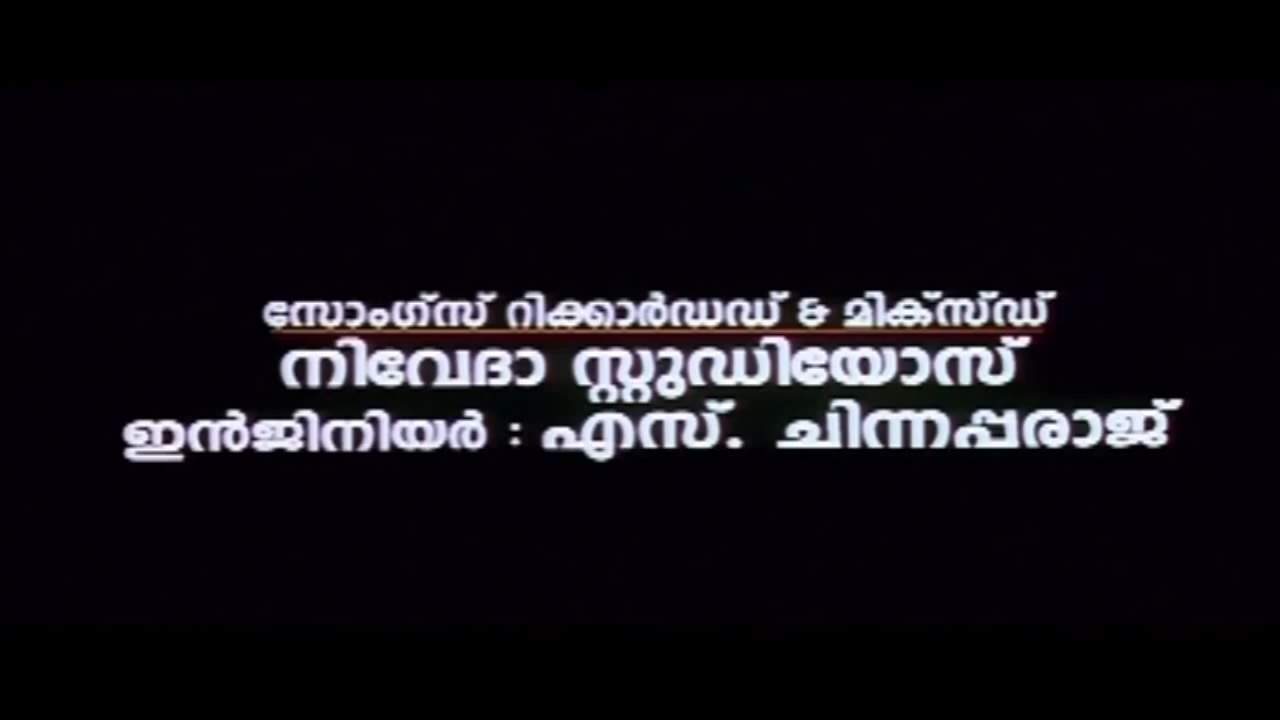 സോംഗ്സ് റിക്കാർഡഡ് & മിക്സ്ഡ്
നിവേദാ സ്റ്റുഡിയോസ്
ഇൻജിനിയർ : എസ്. ചിന്നപ്പരാജ്